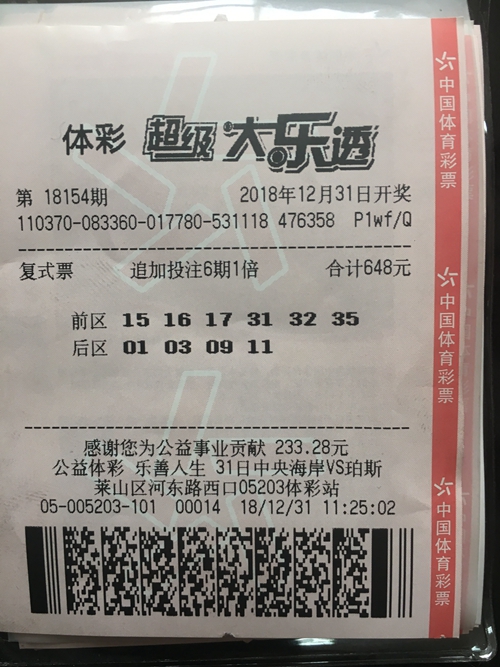 体彩 超级大乐透
第 18154期 2018年12月31日开奖
110370-083360-017780-531118 476358 P1wf/Q
复式票 追加投注6期1倍 合计648元
前区 15 16 17 31 32 35
后区 01 03 09 11
感谢您为公益事业贡献 233.28元
公益体彩 乐善人生 31日中央海岸VS珀斯
莱山区河东路西口05203体彩站
05-005203-101 00014 18/12/31 11:25:02
中国体育彩票
中国体育彩票
中国体育彩票